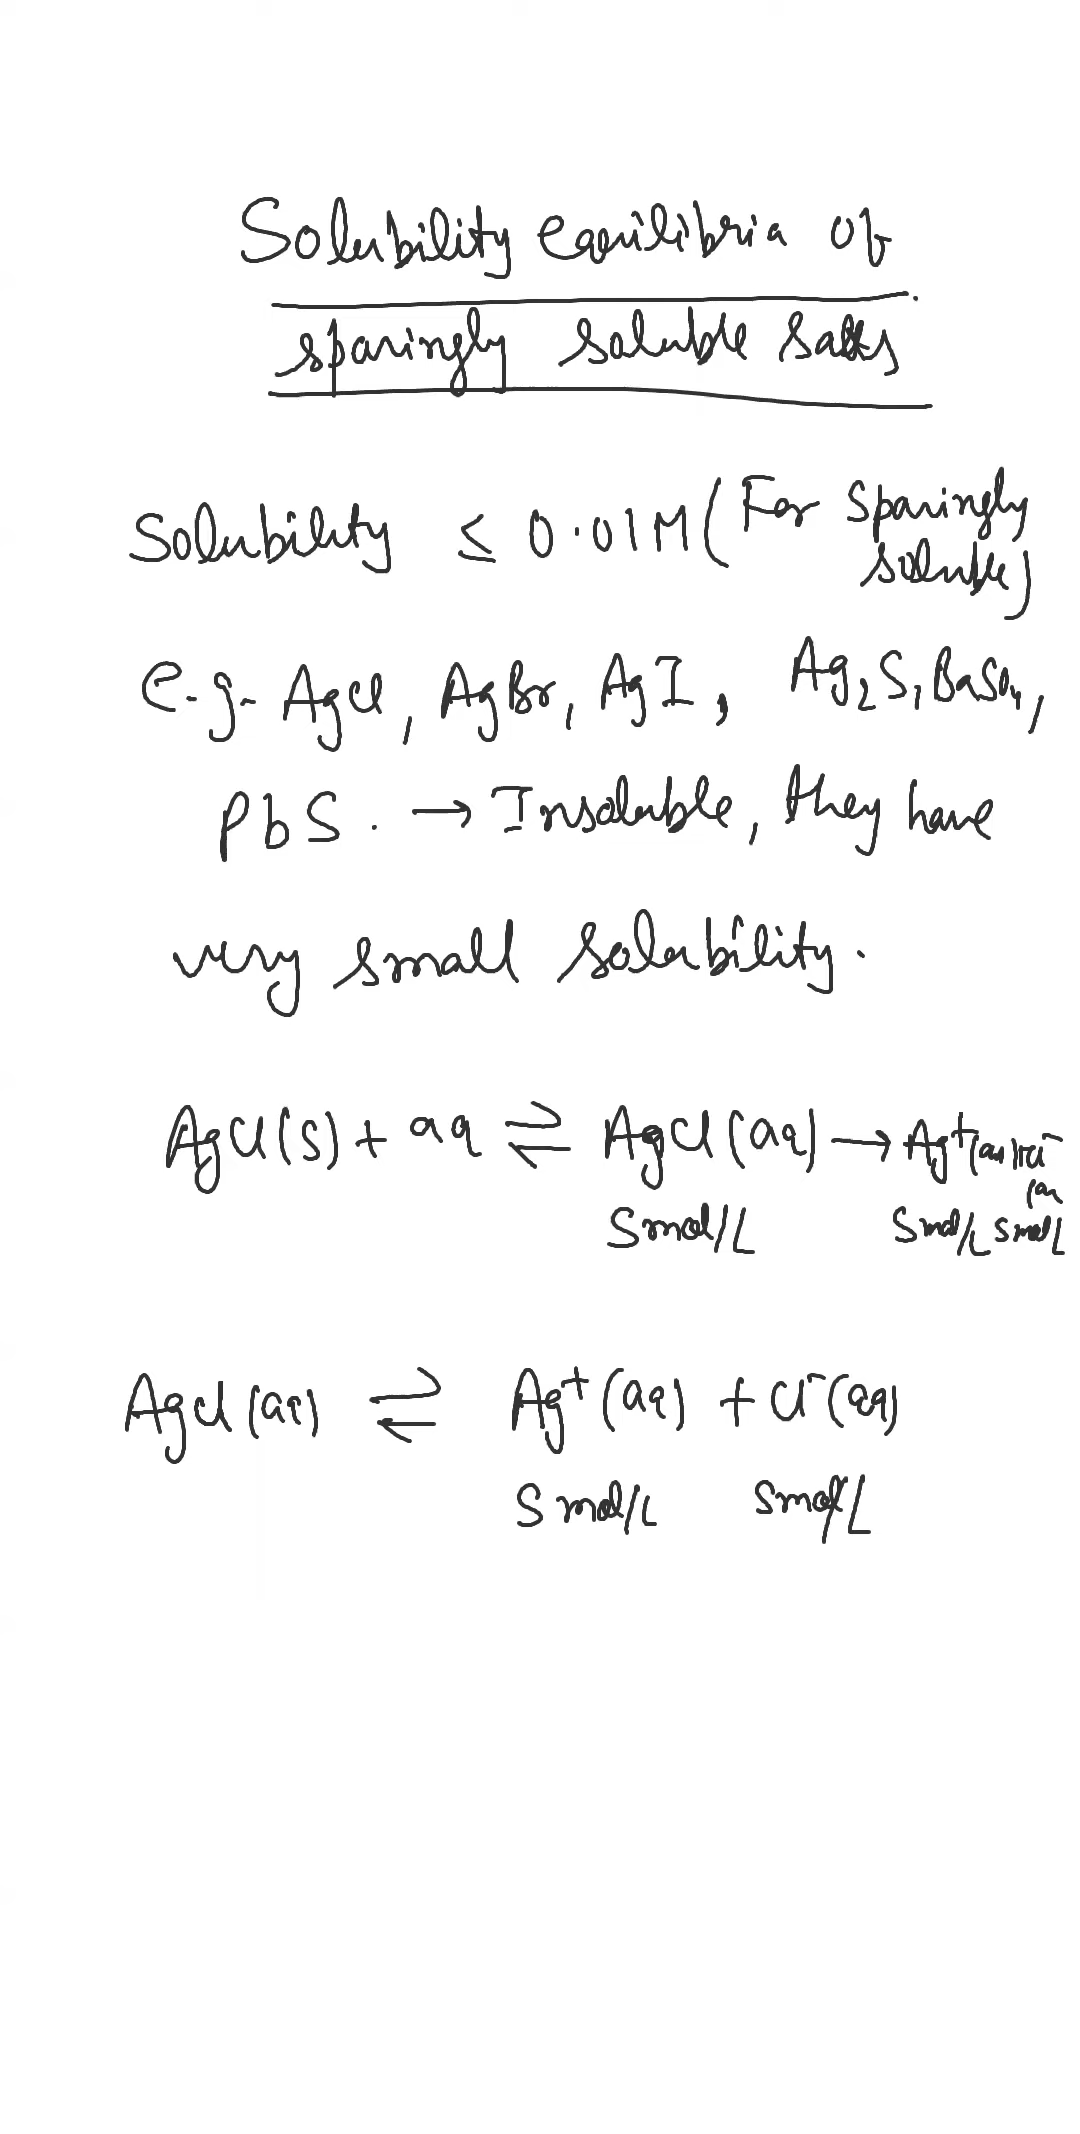 Solubility equilibria of
sparingly soluble salts
Solubility ≤ 0.01M (For sparingly
soluble)
e.g. AgCl, AgBr, AgI, Ag₂S, BaSO₄,
PbS. → Insoluble, they have
very small solubility.
AgCl(s) + aq ⇌ AgCl(aq) → Ag⁺(aq) + Cl⁻
(aq
S mol/L S mol/L S mol/L
AgCl(aq) ⇌ Ag⁺(aq) + Cl⁻(aq)
S mol/L S mol/L